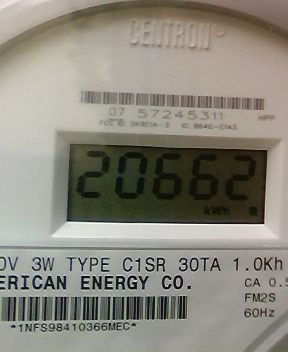 CENTRON®
07 57245311 HPP
20662
kWh
0V 3W TYPE C1SR 30TA 1.0Kh
ERICAN ENERGY CO. CA 0.5
FM2S
60Hz
*1NFS98410366MEC*